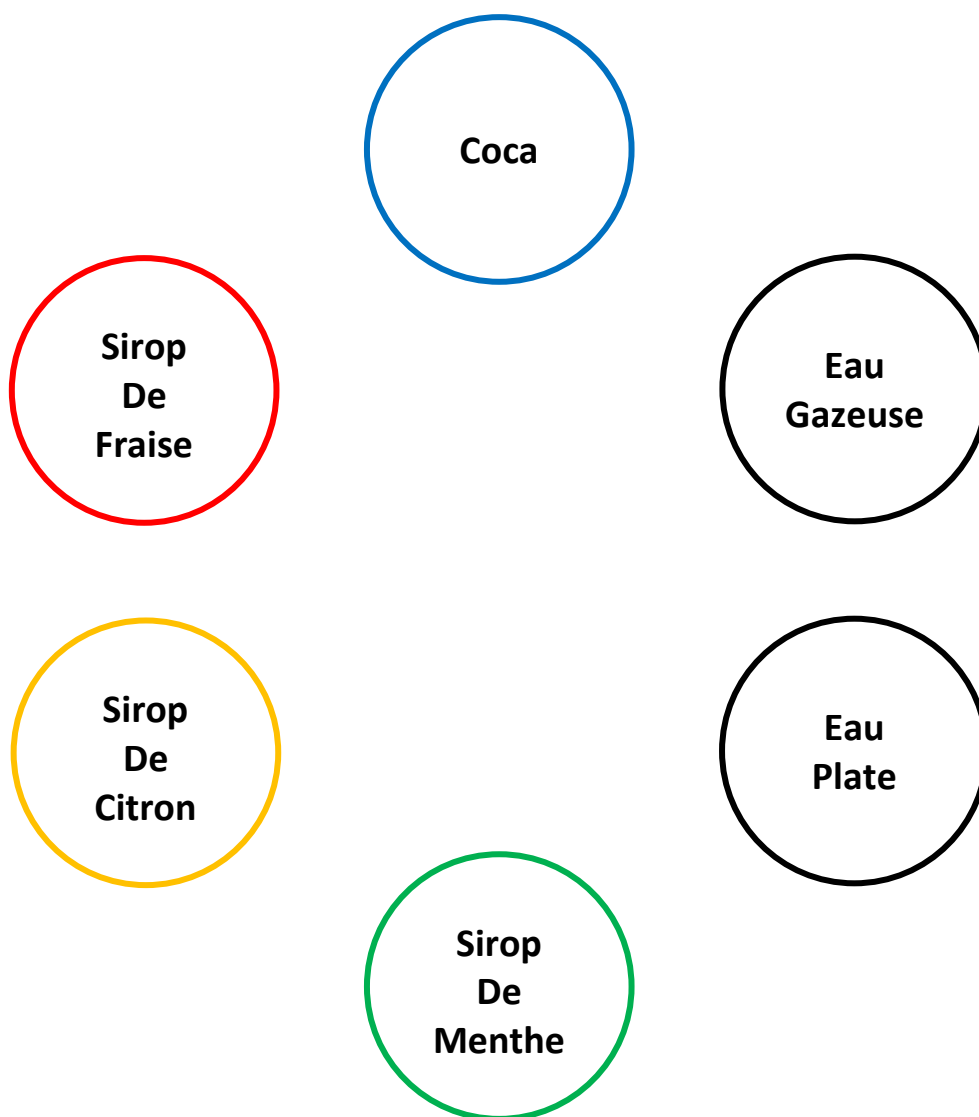 Coca
Sirop
De
Fraise
Eau
Gazeuse
Sirop
De
Citron
Eau
Plate
Sirop
De
Menthe